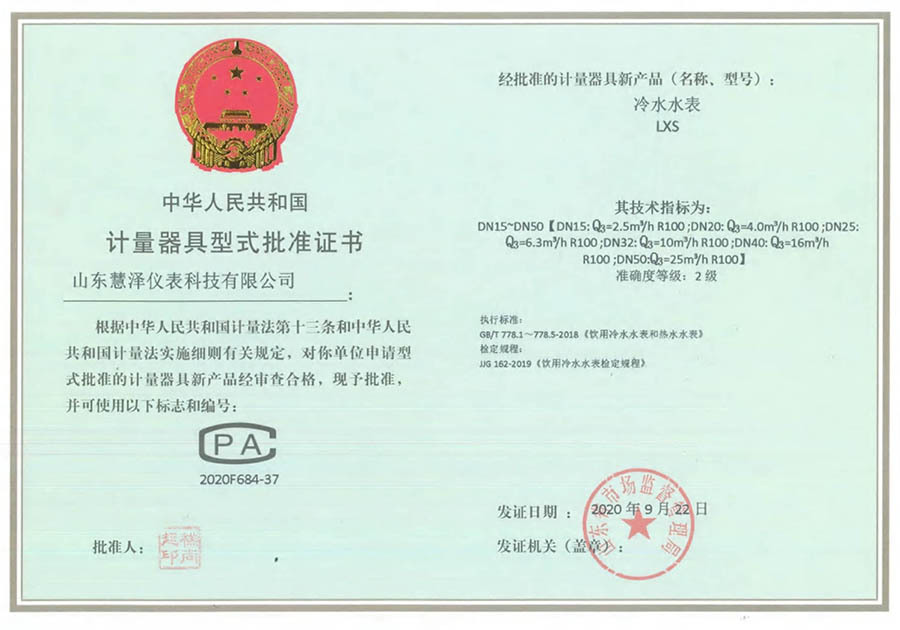 中华人民共和国
计量器具型式批准证书
山东慧泽仪表科技有限公司
:
根据中华人民共和国计量法第十三条和中华人民
共和国计量法实施细则有关规定，对你单位申请型
式批准的计量器具新产品经审查合格，现予批准，
并可使用以下标志和编号：
CPA
2020F684-37
批准人：
经批准的计量器具新产品（名称、型号）：
冷水水表
LXS
其技术指标为：
DN15~DN50【DN15: Q₃=2.5m³/h R100 ;DN20: Q₃=4.0m³/h R100 ;DN25:
Q₃=6.3m³/h R100 ;DN32: Q₃=10m³/h R100 ;DN40: Q₃=16m³/h
R100 ;DN50:Q₃=25m³/h R100】
准确度等级：2 级
执行标准：
GB/T 778.1～778.5-2018《饮用冷水水表和热水水表》
检定规程：
JJG 162-2019《饮用冷水水表检定规程》
发证日期 ： 2020 年 9 月 22 日
发证机关（盖章）：
山东省市场监督管理局